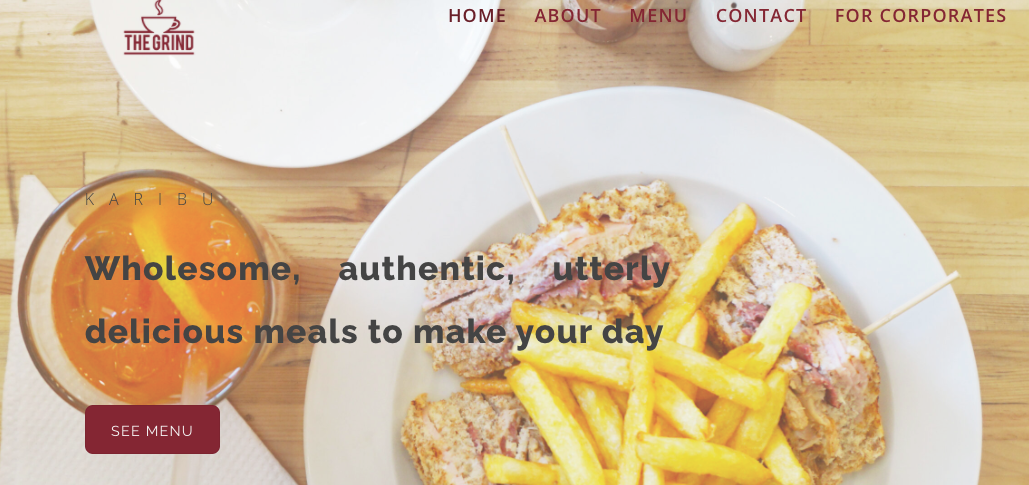 THE GRIND
HOME ABOUT MENU CONTACT FOR CORPORATES
KARIBU
Wholesome, authentic, utterly
delicious meals to make your day
SEE MENU